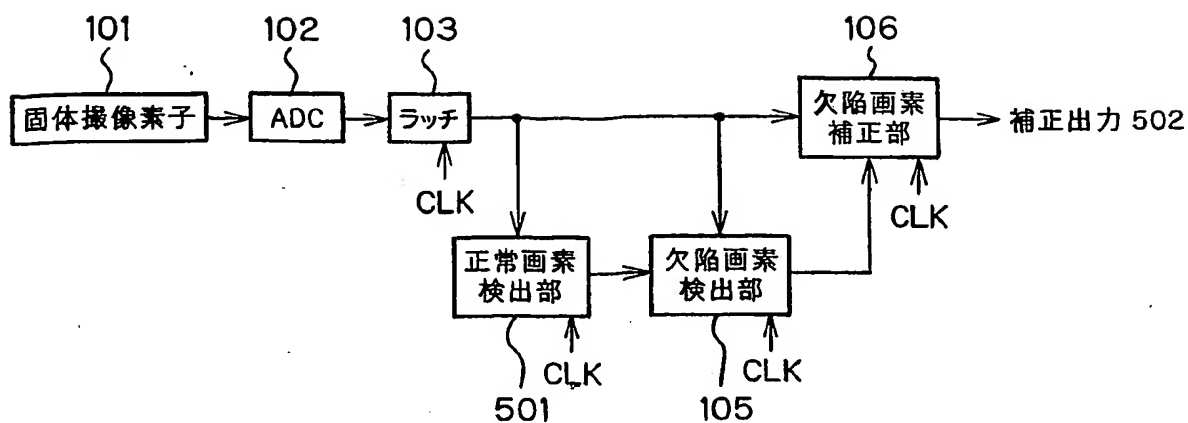 101
102
103
106
固体撮像素子
ADC
ラッチ
欠陥画素
補正部
補正出力 502
CLK
CLK
正常画素
検出部
欠陥画素
検出部
CLK
CLK
501
105